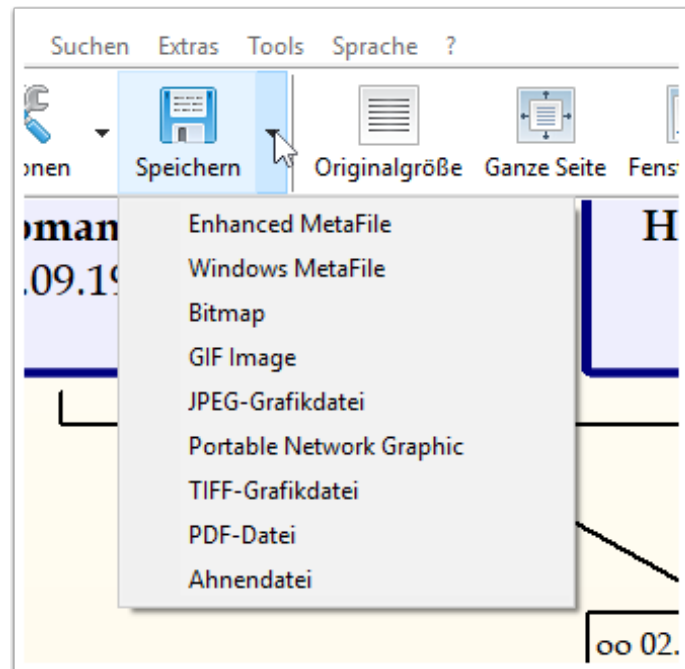 Suchen Extras Tools Sprache ?
onen Speichern Originalgröße Ganze Seite Fens
oman H
.09.19
Enhanced MetaFile
Windows MetaFile
Bitmap
GIF Image
JPEG-Grafikdatei
Portable Network Graphic
TIFF-Grafikdatei
PDF-Datei
Ahnendatei
oo 02.